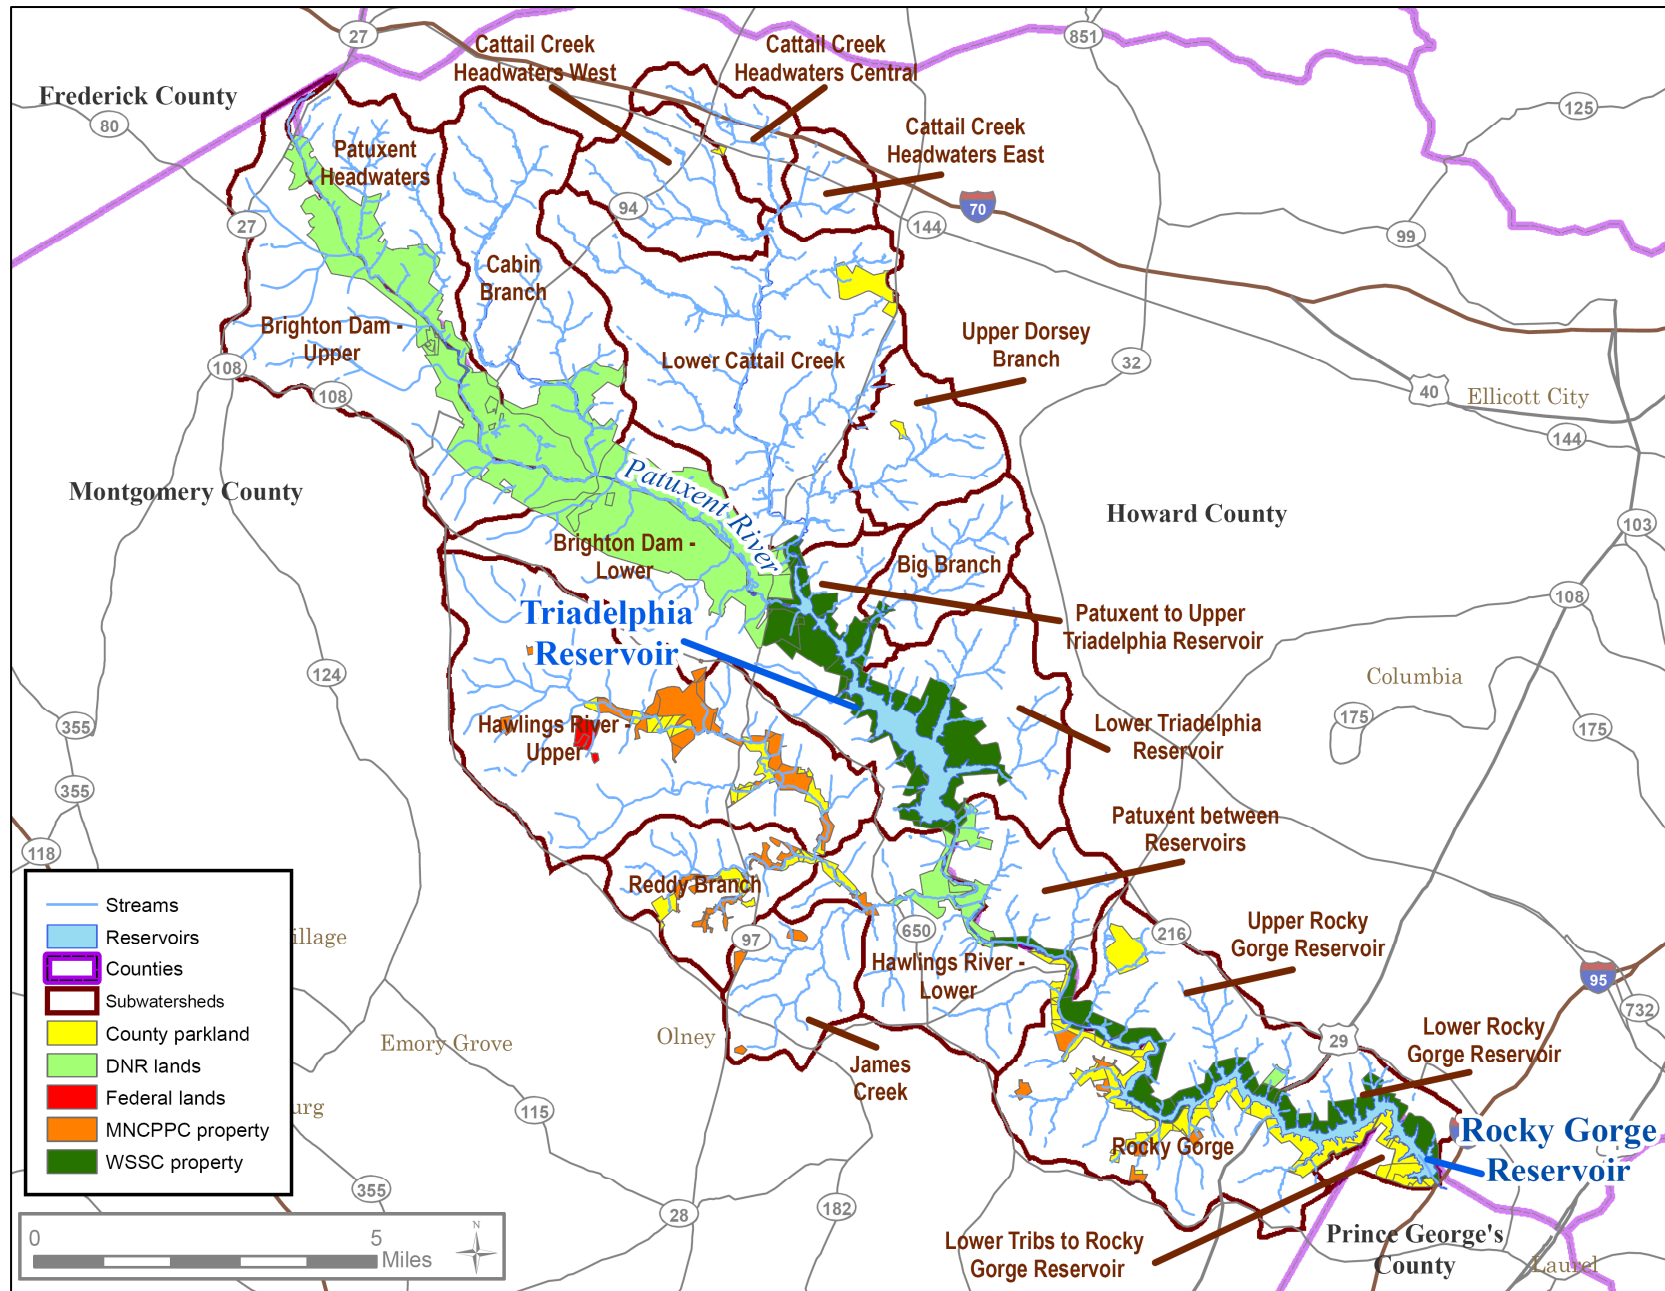 27
851
Cattail Creek
Headwaters West
Cattail Creek
Headwaters Central
Frederick County
80
125
Cattail Creek
Headwaters East
Patuxent
Headwaters
94
70
144
27
99
Cabin
Branch
Brighton Dam -
Upper
Upper Dorsey
Branch
Lower Cattail Creek
32
108
108
40
Ellicott City
144
Patuxent River
Montgomery County
Howard County
103
Brighton Dam -
Lower
Big Branch
108
Triadelphia
Reservoir
Patuxent to Upper
Triadelphia Reservoir
124
Columbia
355
175
175
Hawlings River -
Upper
Lower Triadelphia
Reservoir
355
Patuxent between
Reservoirs
118
Reddy Branch
97
650
216
Upper Rocky
Gorge Reservoir
Hawlings River -
Lower
95
732
Streams
Reservoirs
Counties
Subwatersheds
County parkland
DNR lands
Federal lands
MNCPPC property
WSSC property
illage
urg
Emory Grove
Olney
29
Lower Rocky
Gorge Reservoir
James
Creek
115
Rocky Gorge
Rocky Gorge
Reservoir
355
28
182
Lower Tribs to Rocky
Gorge Reservoir
Prince George's
County
Laurel
0
5
Miles
N